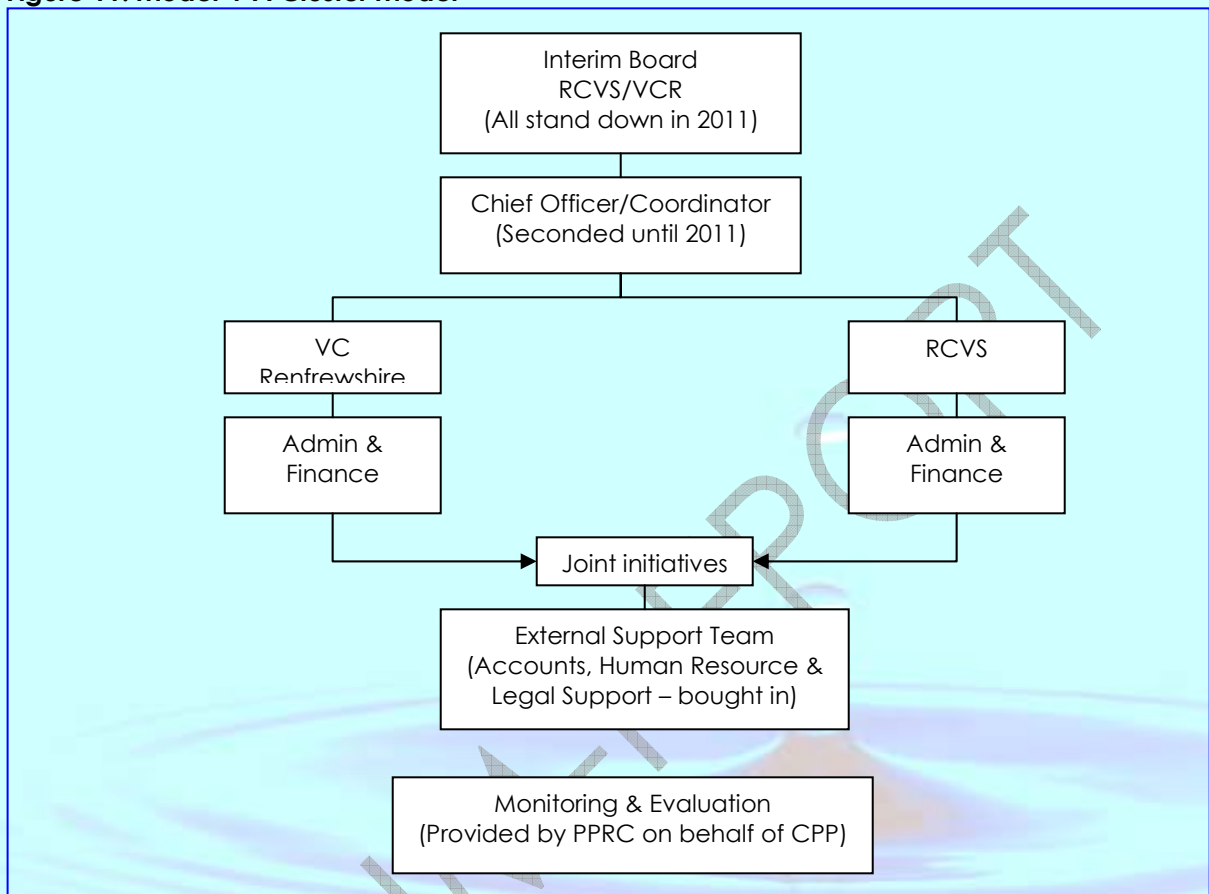 Interim Board
RCVS/VCR
(All stand down in 2011)
Chief Officer/Coordinator
(Seconded until 2011)
VC
Renfrewshire
RCVS
Admin &
Finance
Admin &
Finance
Joint initiatives
External Support Team
(Accounts, Human Resource &
Legal Support – bought in)
Monitoring & Evaluation
(Provided by PPRC on behalf of CPP)